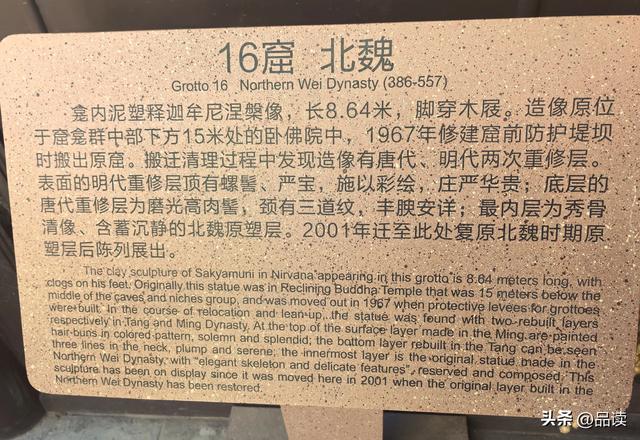 16窟 北魏
Grotto 16 Northern Wei Dynasty (386-557)
龛内泥塑释迦牟尼涅槃像，长8.64米，脚穿木屐。造像原位
于窟龛群中部下方15米处的卧佛院中，1967年修建窟前防护堤坝
时搬出原窟。搬迁清理过程中发现造像有唐代、明代两次重修层。
表面的明代重修层顶有螺髻、严宝，施以彩绘，庄严华贵；底层的
唐代重修层为磨光高肉髻，颈有三道纹，丰腴安详；最内层为秀骨
清像、含蓄沉静的北魏原塑层。2001年迁至此处复原北魏时期原
塑层后陈列展出。
The clay sculpture of Sakyamuni in Nirvana appearing in this grotto is 8.64 meters long, with
clogs on his feet. Originally this statue was in Reclining Buddha Temple that was 15 meters below the
middle of the caves and niches group, and was moved out in 1967 when protective levees for grottoes
were built. In the course of relocation and lean-up, the statue was found with two rebuilt layers
respectively in Tang and Ming Dynasty. At the top of the surface layer made in the Ming are painted
hair-buns in colored pattern, solemn and splendid; the bottom layer rebuilt in the Tang can be seen
three lines in the neck, plump and serene; the innermost layer is the original statue made in the
Northern Wei Dynasty, with "elegant skeleton and delicate features", reserved and composed. This
sculpture has been on display since it was moved here in 2001 when the original layer built in the
Northern Wei Dynasty has been restored.
头条 @品读